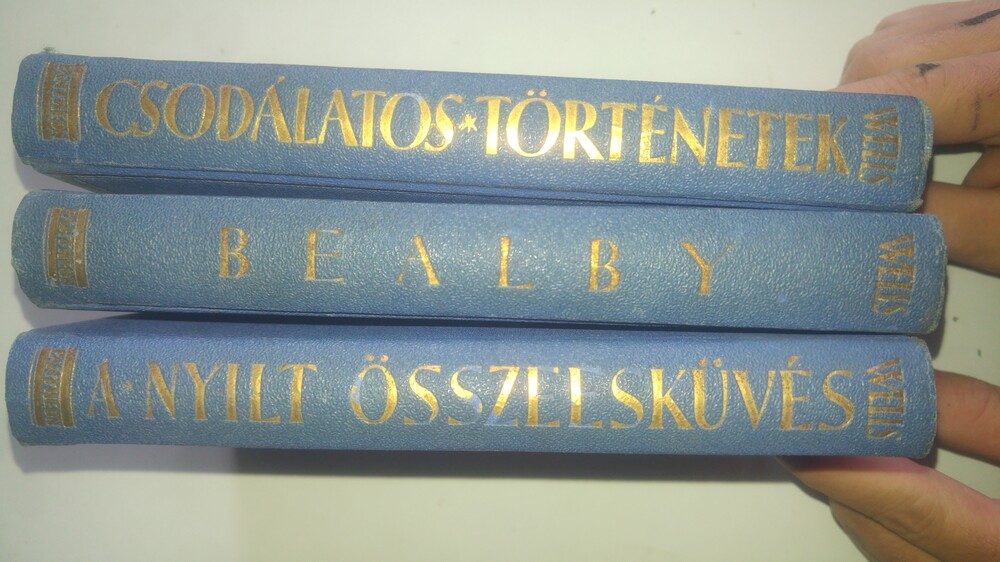 CSODÁLATOS*TÖRTÉNETEK
WELLS
BEALBY
WELLS
A*NYILT ÖSSZEESKÜVÉS
WELLS